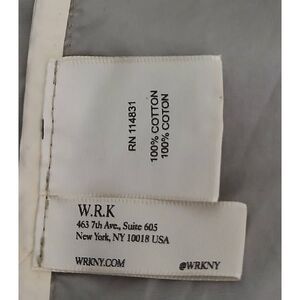 RN 114831
100% COTTON
100% COTON
W.R.K
463 7th Ave., Suite 605
New York, NY 10018 USA
WRKNY.COM @WRKNY